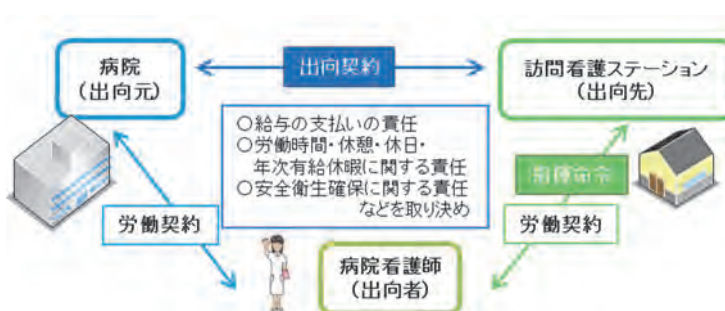 病院
(出向元)
出向契約
訪問看護ステーション
(出向先)
○給与の支払いの責任
○労働時間・休憩・休日・
年次有給休暇に関する責任
○安全衛生確保に関する責任
などを取り決め
指揮命令
労働契約
労働契約
病院看護師
(出向者)